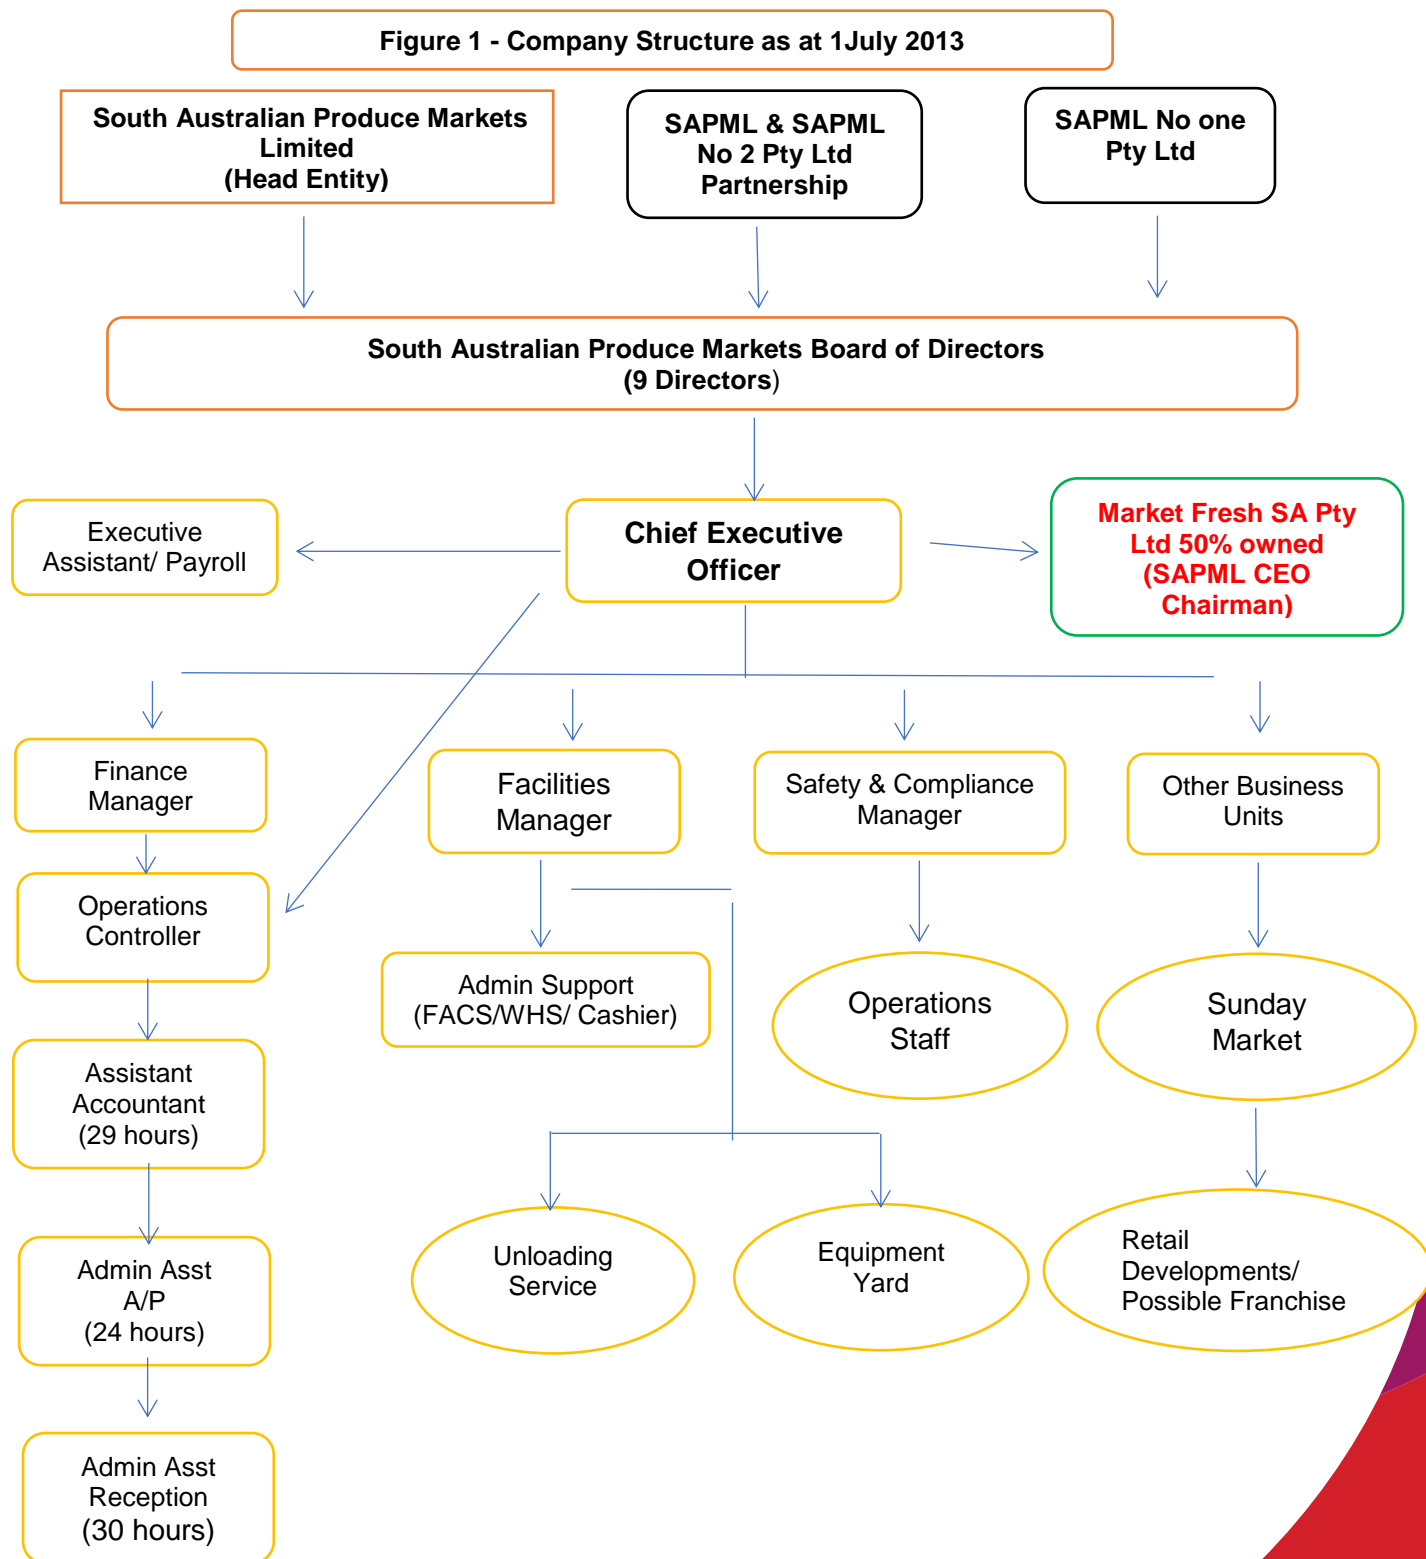 Figure 1 - Company Structure as at 1July 2013
South Australian Produce Markets
Limited
(Head Entity)
SAPML & SAPML
No 2 Pty Ltd
Partnership
SAPML No one
Pty Ltd
South Australian Produce Markets Board of Directors
(9 Directors)
Executive
Assistant/ Payroll
Chief Executive
Officer
Market Fresh SA Pty
Ltd 50% owned
(SAPML CEO
Chairman)
Finance
Manager
Facilities
Manager
Safety & Compliance
Manager
Other Business
Units
Operations
Controller
Admin Support
(FACS/WHS/ Cashier)
Operations
Staff
Sunday
Market
Assistant
Accountant
(29 hours)
Unloading
Service
Equipment
Yard
Retail
Developments/
Possible Franchise
Admin Asst
A/P
(24 hours)
Admin Asst
Reception
(30 hours)